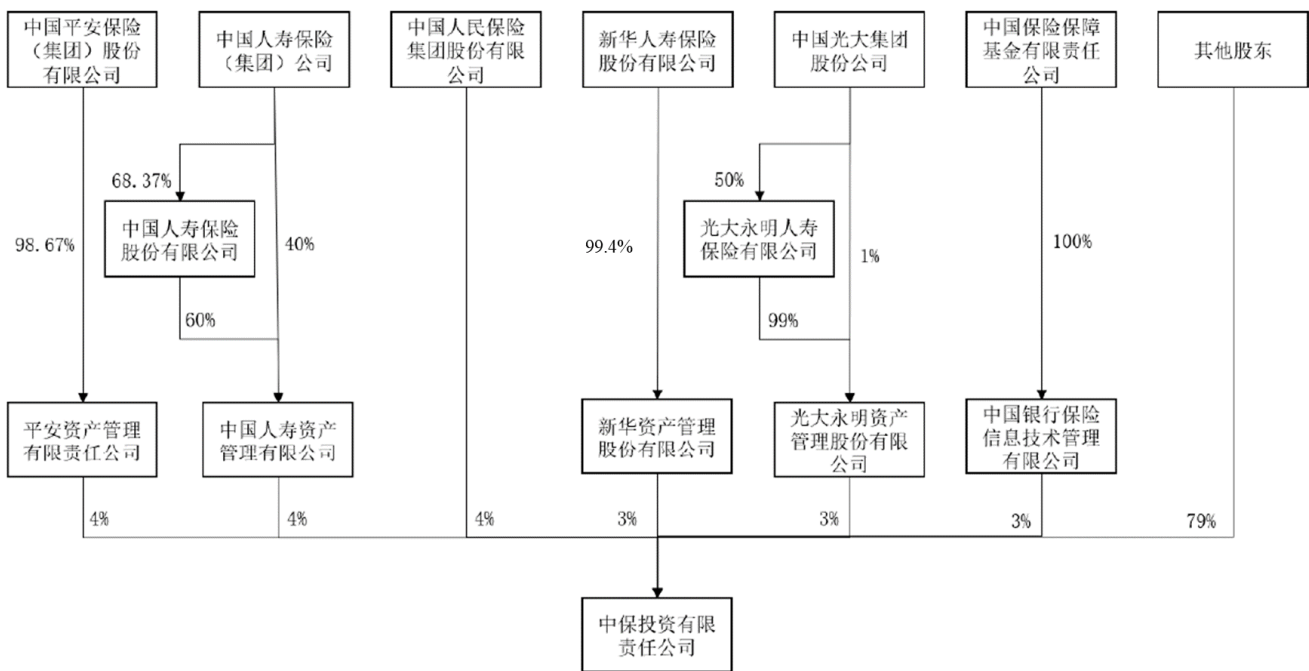 中国平安保险
（集团）股份
有限公司
中国人寿保险
（集团）公司
中国人民保险
集团股份有限
公司
新华人寿保险
股份有限公司
中国光大集团
股份公司
中国保险保障
基金有限责任
公司
其他股东
68.37%
50%
中国人寿保险
股份有限公司
光大永明人寿
保险有限公司
98.67%
40%
99.4%
1%
100%
60%
99%
平安资产管理
有限责任公司
中国人寿资产
管理有限公司
新华资产管理
股份有限公司
光大永明资产
管理股份有限
公司
中国银行保险
信息技术管理
有限公司
4%
4%
4%
3%
3%
3%
79%
中保投资有限
责任公司